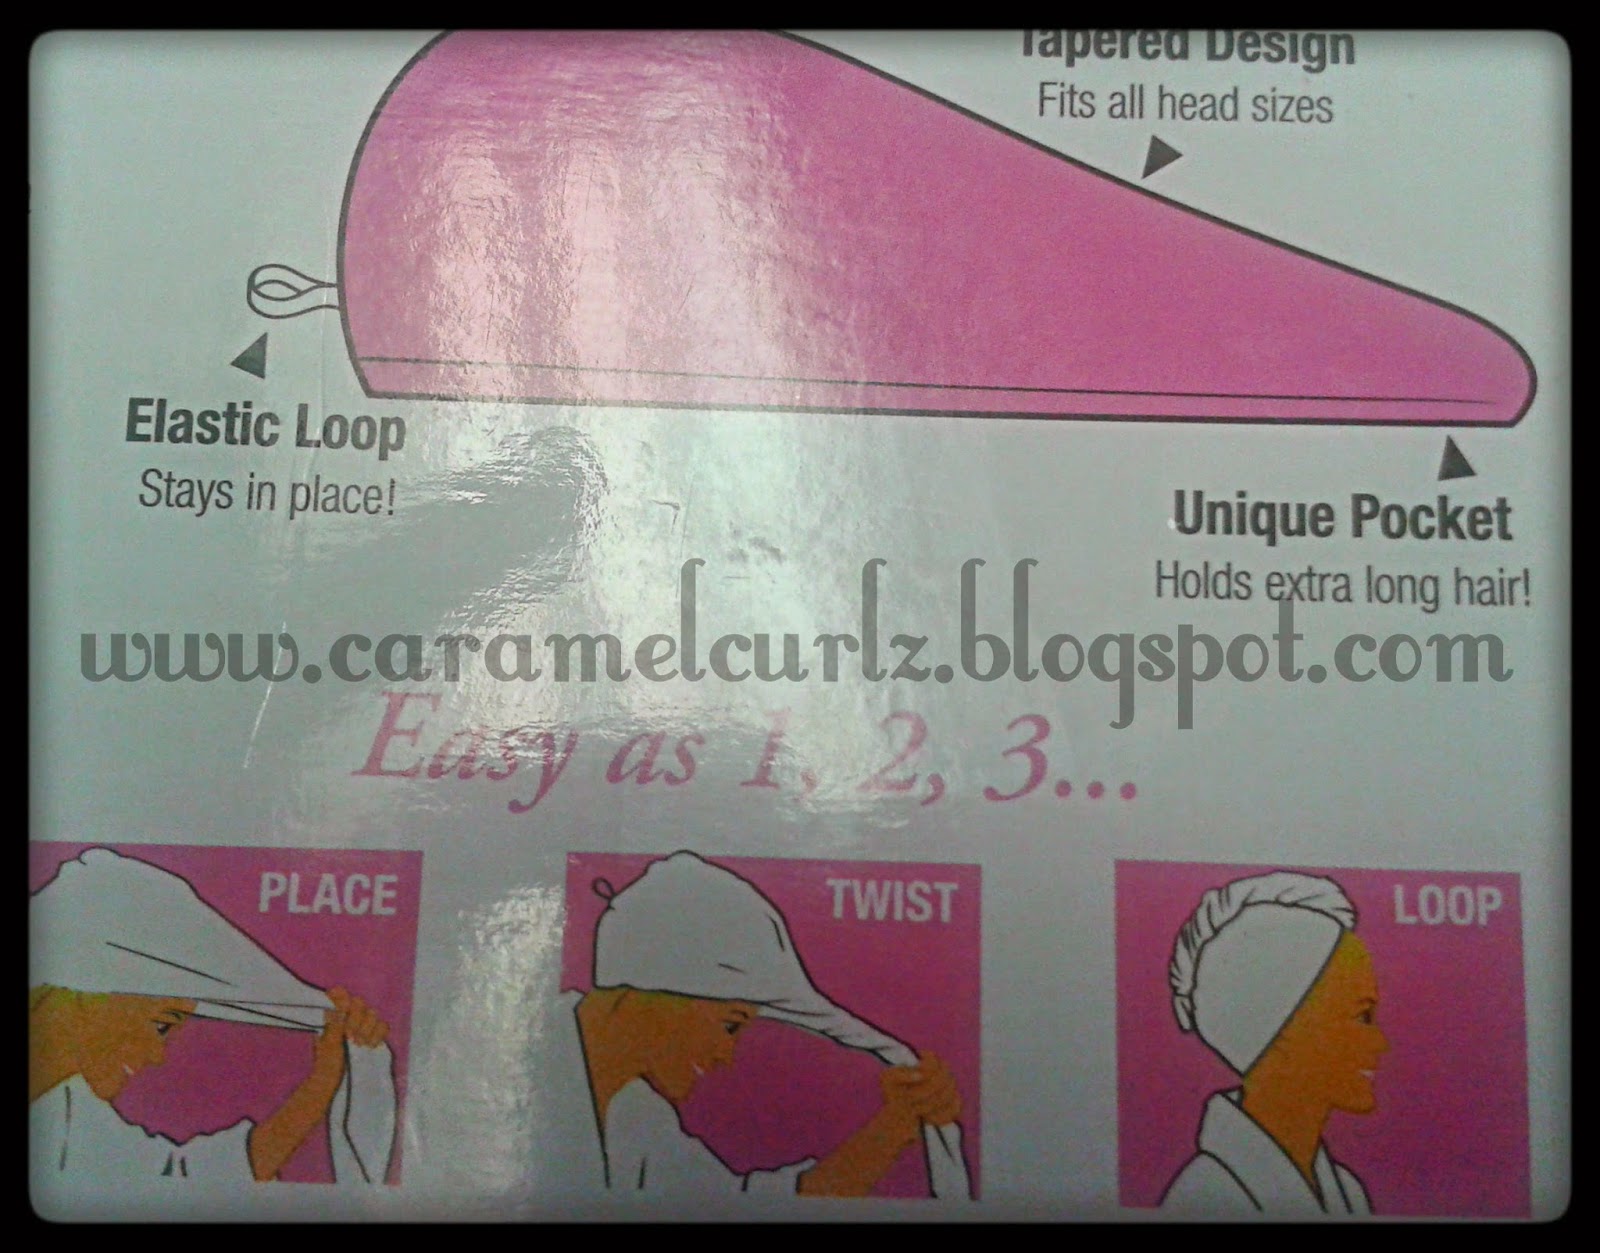 Tapered Design
Fits all head sizes
Elastic Loop
Stays in place!
Unique Pocket
Holds extra long hair!
www.caramelcurlz.blogspot.com
Easy as 1, 2, 3...
PLACE
TWIST
LOOP